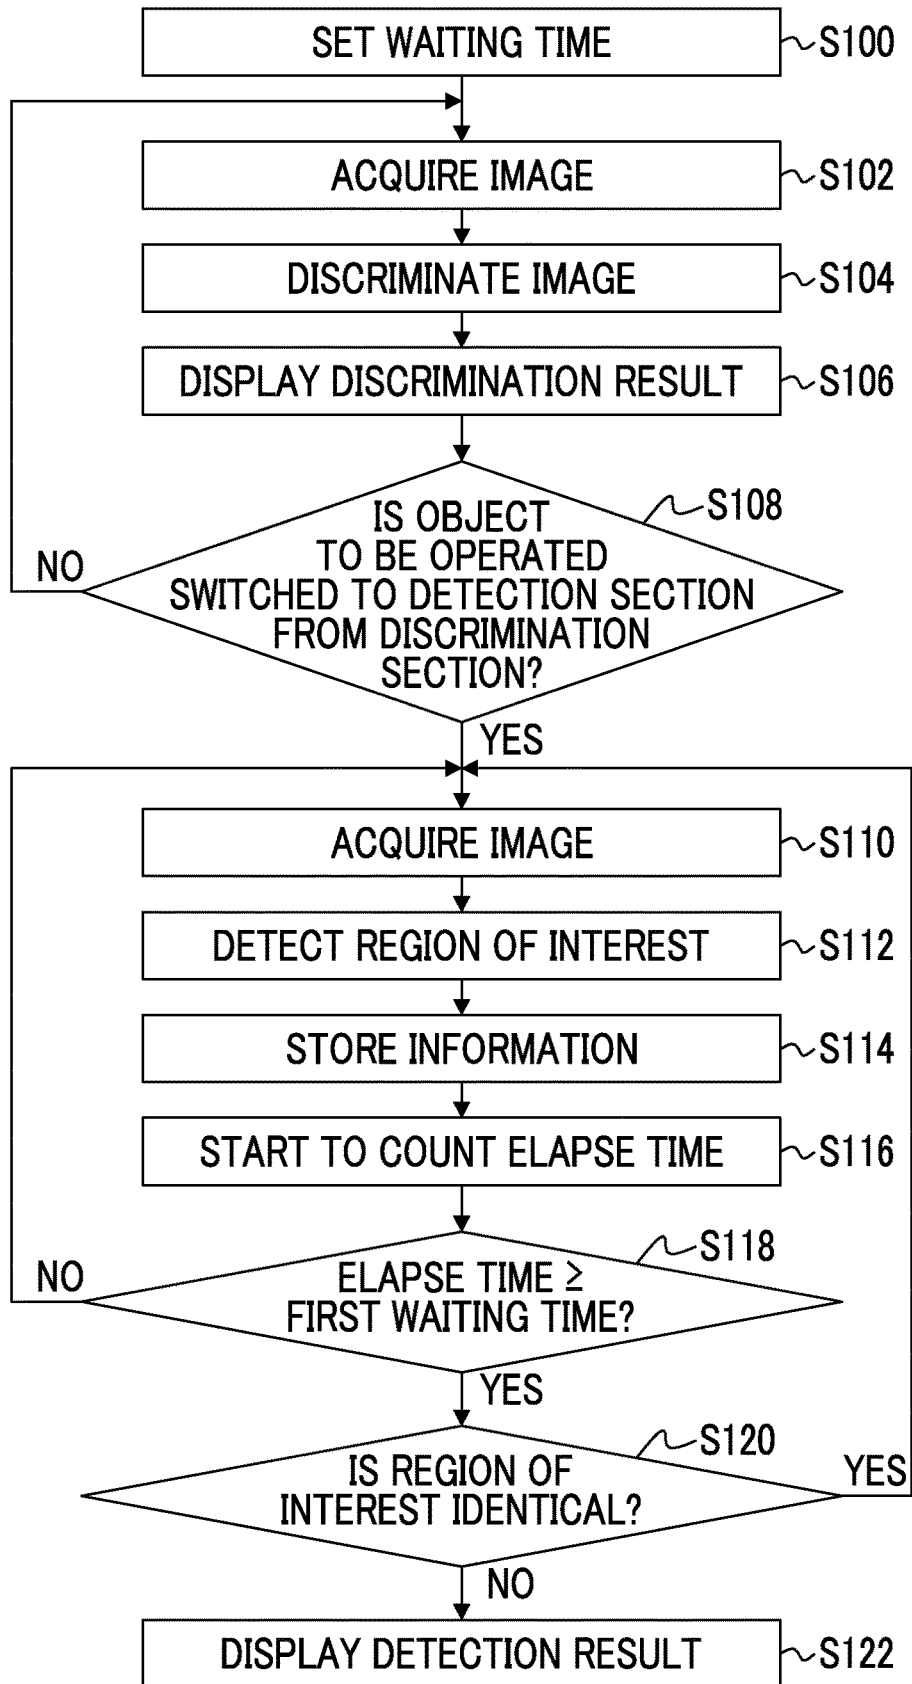 SET WAITING TIME
S100
ACQUIRE IMAGE
S102
DISCRIMINATE IMAGE
S104
DISPLAY DISCRIMINATION RESULT
S106
S108
IS OBJECT
TO BE OPERATED
SWITCHED TO DETECTION SECTION
FROM DISCRIMINATION
SECTION?
NO
YES
ACQUIRE IMAGE
S110
DETECT REGION OF INTEREST
S112
STORE INFORMATION
S114
START TO COUNT ELAPSE TIME
S116
S118
ELAPSE TIME ≥
FIRST WAITING TIME?
NO
YES
S120
IS REGION OF
INTEREST IDENTICAL?
YES
NO
DISPLAY DETECTION RESULT
S122